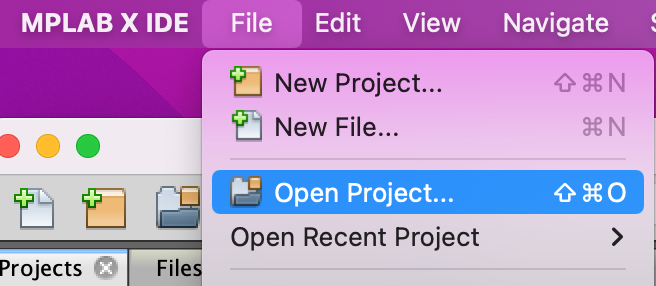 MPLAB X IDE File Edit View Navigate
New Project... ⇧⌘N
New File... ⌘N
Open Project... ⇧⌘O
Open Recent Project
Projects Files